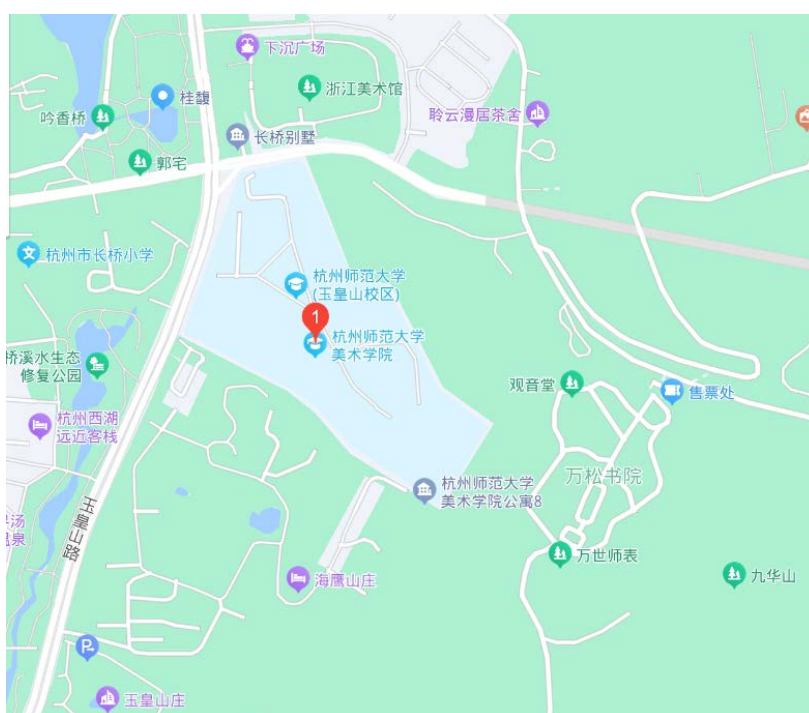 下沉广场
浙江美术馆
桂馥
吟香桥
聆云漫居茶舍
长桥别墅
郭宅
杭州市长桥小学
杭州师范大学
(玉皇山校区)
1
杭州师范大学
美术学院
桥溪水生态
修复公园
观音堂
售票处
杭州西湖
远近客栈
万松书院
杭州师范大学
美术学院公寓8
玉皇山路
汤
温泉
万世师表
海鹰山庄
九华山
P
玉皇山庄